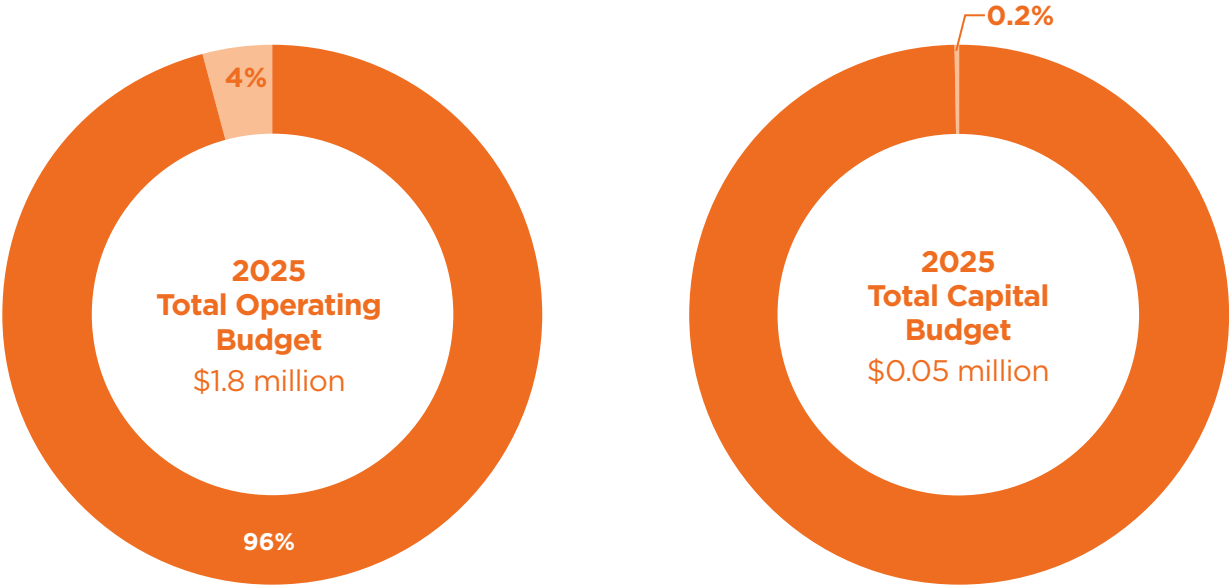 4%
2025
Total Operating
Budget
$1.8 million
96%
0.2%
2025
Total Capital
Budget
$0.05 million